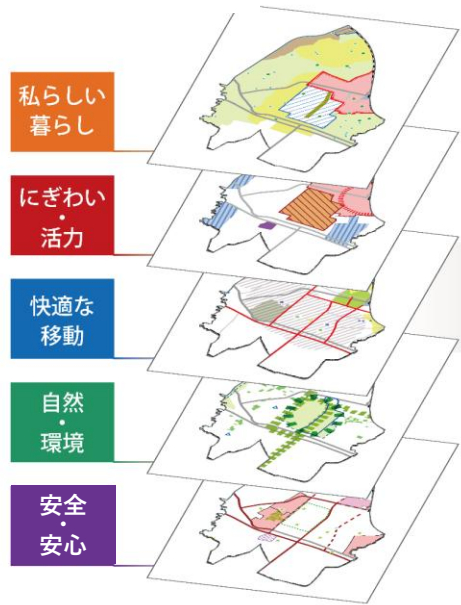 私らしい
暮らし
にぎわい
・
活力
快適な
移動
自然
・
環境
安全
・
安心